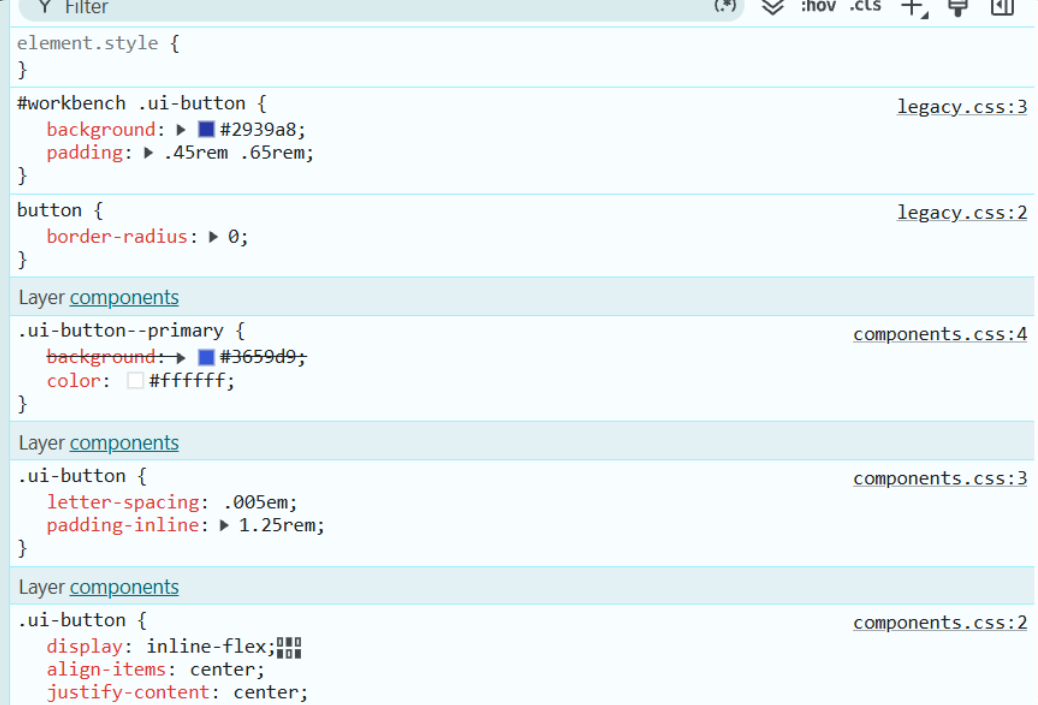 Filter (.*) :hov .cls
element.style {
}
#workbench .ui-button { legacy.css:3
background: #2939a8;
padding: .45rem .65rem;
}
button { legacy.css:2
border-radius: 0;
}
Layer components
.ui-button--primary { components.css:4
background: #3659d9;
color: #ffffff;
}
Layer components
.ui-button { components.css:3
letter-spacing: .005em;
padding-inline: 1.25rem;
}
Layer components
.ui-button { components.css:2
display: inline-flex;
align-items: center;
justify-content: center;